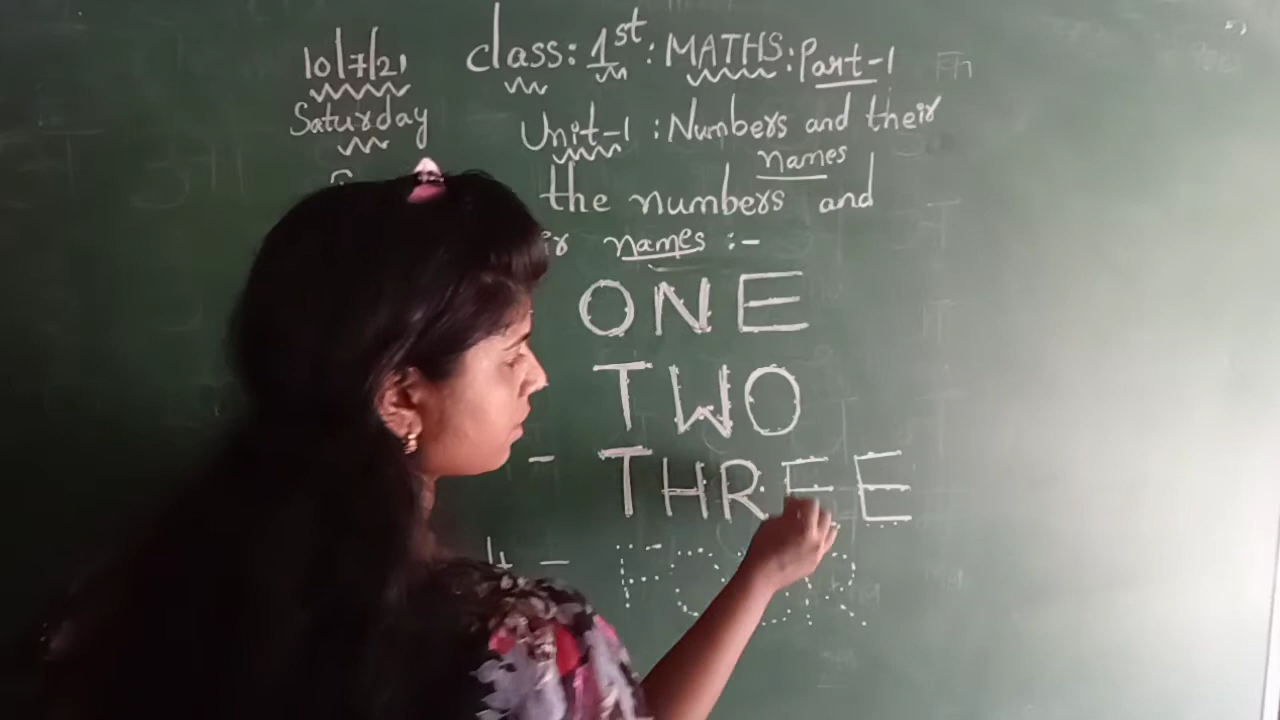 10/7/21 class: 1st: MATHS: Part-1
Saturday Unit-1 : Numbers and their
names
the numbers and
names :-
ONE
TWO
- THREE
4 - FOUR